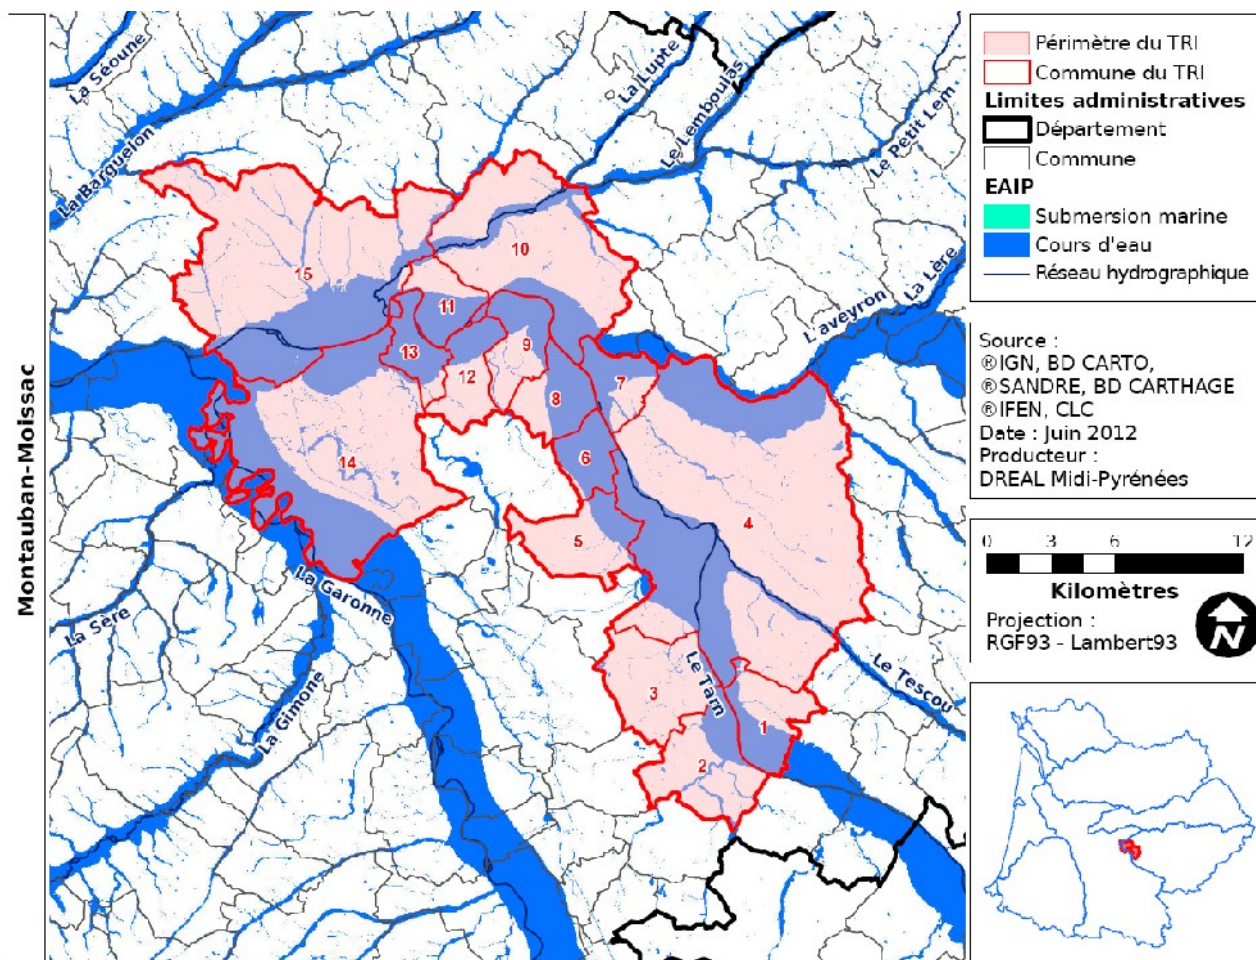 Montauban-Moissac
La Séoune
La Barguelon
La Lupte
Le Lemboulas
Le Petit Lem-
L'aveyron
La Lère
15
10
11
13
9
12
7
8
14
6
4
5
La Garonne
La Sère
3
Le Tarn
Le Tescou
1
La Gimone
2
Périmètre du TRI
Commune du TRI
Limites administratives
Département
Commune
EAIP
Submersion marine
Cours d'eau
Réseau hydrographique
Source :
®IGN, BD CARTO,
®SANDRE, BD CARTHAGE
®IFEN, CLC
Date : Juin 2012
Producteur :
DREAL Midi-Pyrénées
0 3 6 12
Kilomètres
Projection :
RGF93 - Lambert93
N